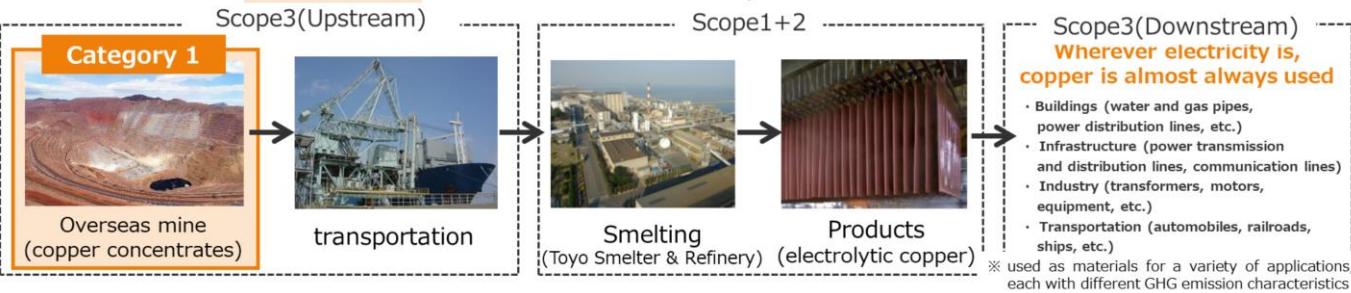 Scope3(Upstream)
Category 1
Overseas mine
(copper concentrates)
transportation
Scope1+2
Smelting
(Toyo Smelter & Refinery)
Products
(electrolytic copper)
Scope3(Downstream)
Wherever electricity is,
copper is almost always used
・Buildings (water and gas pipes,
power distribution lines, etc.)
・Infrastructure (power transmission
and distribution lines, communication lines)
・Industry (transformers, motors,
equipment, etc.)
・Transportation (automobiles, railroads,
ships, etc.)
※ used as materials for a variety of applications,
each with different GHG emission characteristics